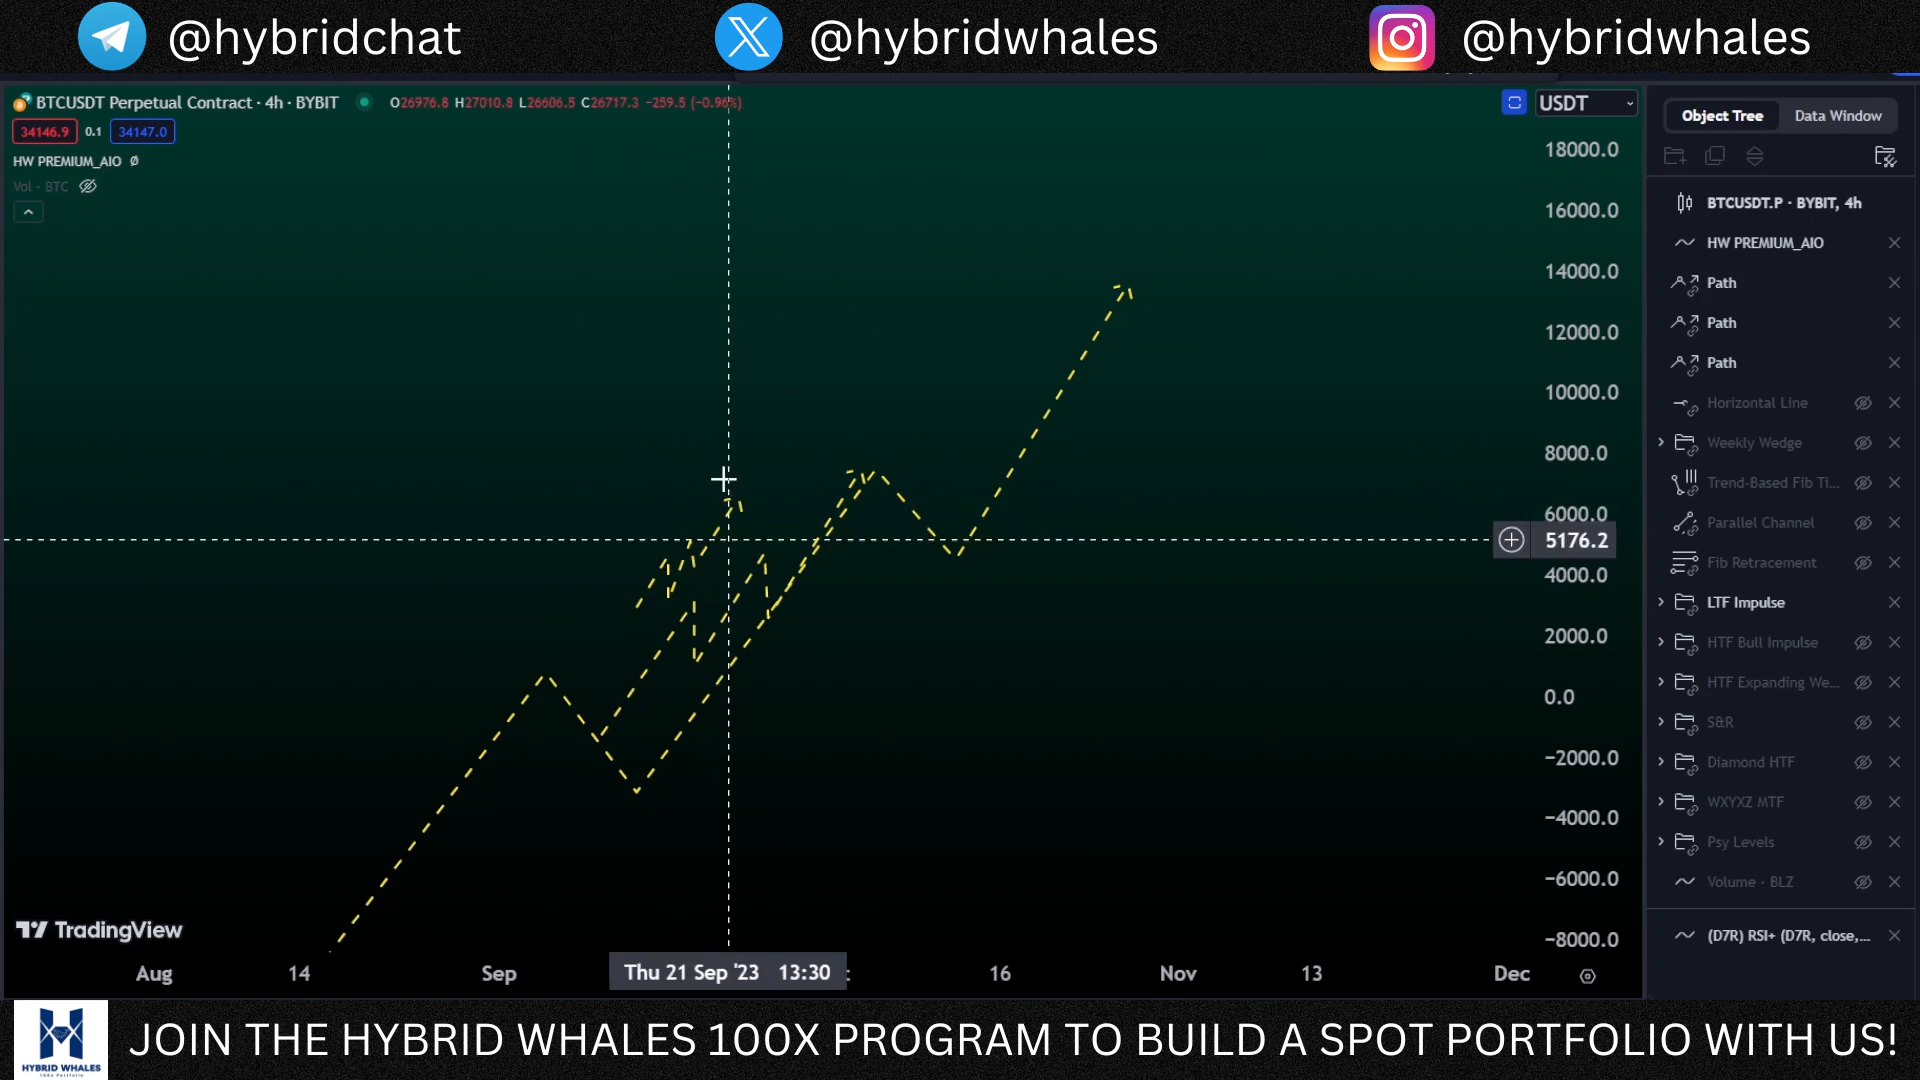 @hybridchat
@hybridwhales
@hybridwhales
BTCUSDT Perpetual Contract · 4h · BYBIT O26976.8 H27010.8 L26606.5 C26717.3 −259.5 (−0.96%)
34146.9 0.1 34147.0
HW PREMIUM_AIO
Vol · BTC
USDT
18000.0
16000.0
14000.0
12000.0
10000.0
8000.0
6000.0
5176.2
4000.0
2000.0
0.0
−2000.0
−4000.0
−6000.0
−8000.0
TradingView
Aug 14 Sep Thu 21 Sep '23 13:30 16 Nov 13 Dec
Object Tree Data Window
BTCUSDT.P · BYBIT, 4h
HW PREMIUM_AIO
Path
Path
Path
Horizontal Line
Weekly Wedge
Trend-Based Fib Ti...
Parallel Channel
Fib Retracement
LTF Impulse
HTF Bull Impulse
HTF Expanding We...
S&R
Diamond HTF
WXYXZ MTF
Psy Levels
Volume · BLZ
(D7R) RSI+ (D7R, close,...
HYBRID WHALES
JOIN THE HYBRID WHALES 100X PROGRAM TO BUILD A SPOT PORTFOLIO WITH US!